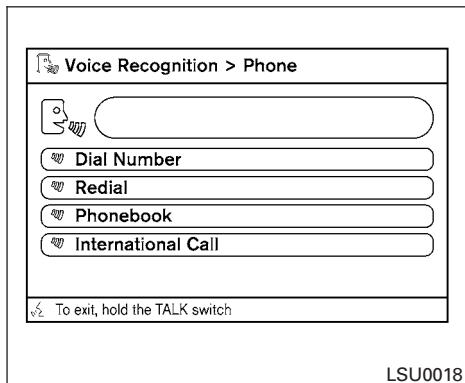 Voice Recognition > Phone
Dial Number
Redial
Phonebook
International Call
To exit, hold the TALK switch
LSU0018